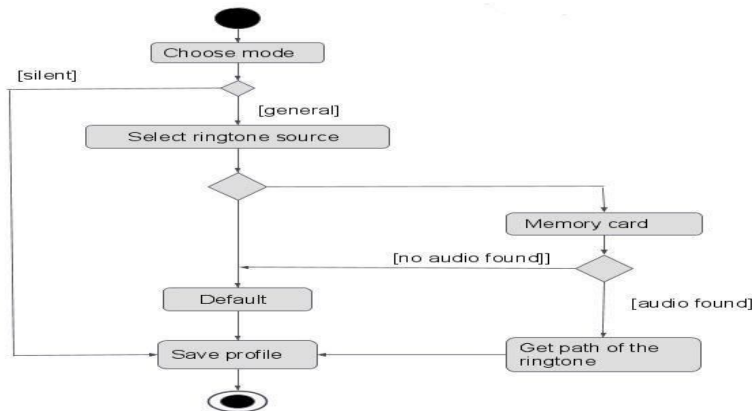 Choose mode
[silent]
[general]
Select ringtone source
Memory card
[no audio found]]
Default
[audio found]
Save profile
Get path of the
ringtone